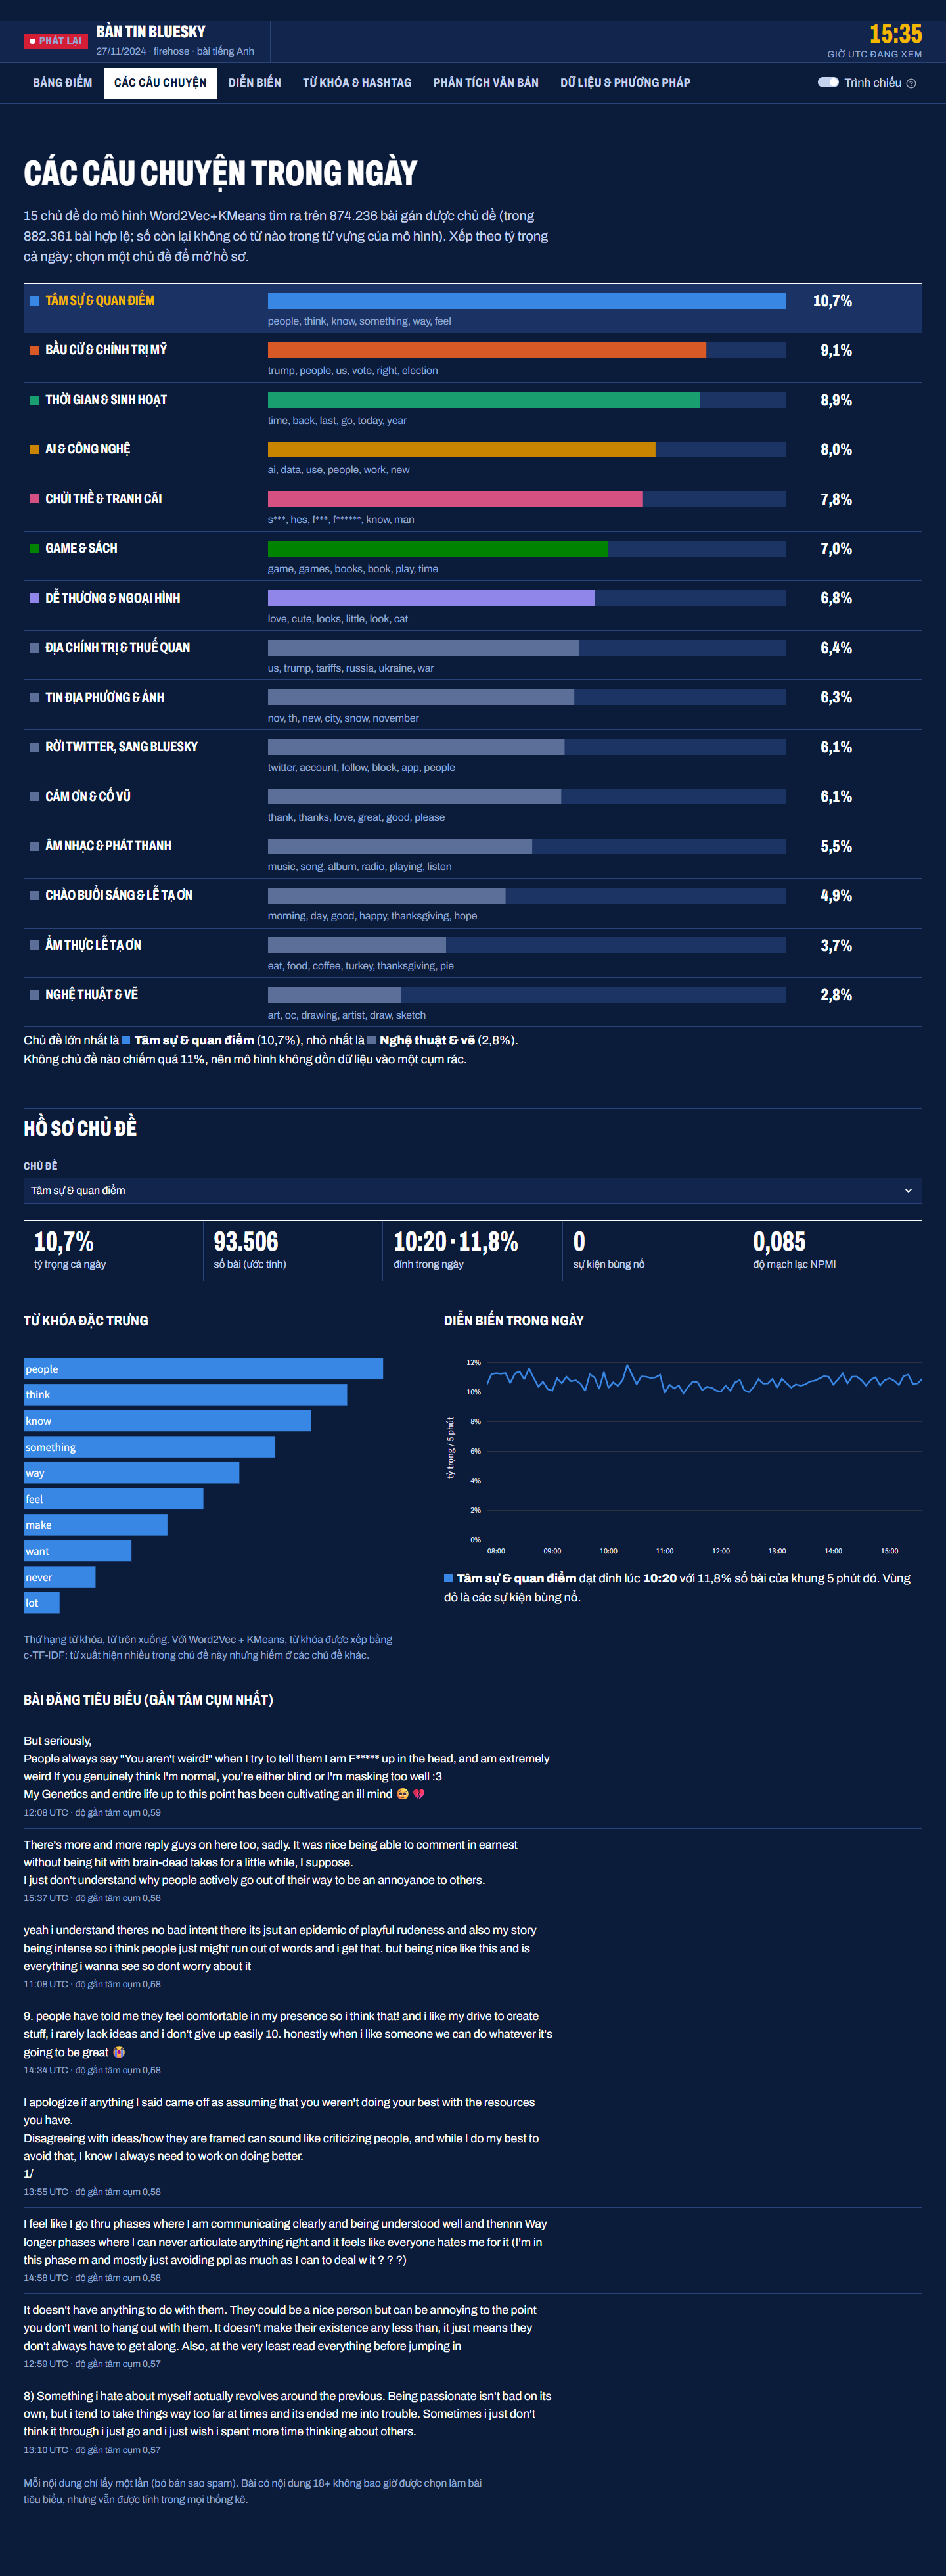 PHÁT LẠI
BẢN TIN BLUESKY
27/11/2024 · firehose · bài tiếng Anh
15:35
GIỜ UTC ĐANG XEM
BẢNG ĐIỂM
CÁC CÂU CHUYỆN
DIỄN BIẾN
TỪ KHÓA & HASHTAG
PHÂN TÍCH VĂN BẢN
DỮ LIỆU & PHƯƠNG PHÁP
Trình chiếu
CÁC CÂU CHUYỆN TRONG NGÀY
15 chủ đề do mô hình Word2Vec+KMeans tìm ra trên 874.236 bài gán được chủ đề (trong
882.361 bài hợp lệ; số còn lại không có từ nào trong từ vựng của mô hình). Xếp theo tỷ trọng
cả ngày; chọn một chủ đề để mở hồ sơ.
TÂM SỰ & QUAN ĐIỂM
10,7%
people, think, know, something, way, feel
BẦU CỬ & CHÍNH TRỊ MỸ
9,1%
trump, people, us, vote, right, election
THỜI GIAN & SINH HOẠT
8,9%
time, back, last, go, today, year
AI & CÔNG NGHỆ
8,0%
ai, data, use, people, work, new
CHỬI THỀ & TRANH CÃI
7,8%
s***, hes, f***, f******, know, man
GAME & SÁCH
7,0%
game, games, books, book, play, time
DỄ THƯƠNG & NGOẠI HÌNH
6,8%
love, cute, looks, little, look, cat
ĐỊA CHÍNH TRỊ & THUẾ QUAN
6,4%
us, trump, tariffs, russia, ukraine, war
TIN ĐỊA PHƯƠNG & ẢNH
6,3%
nov, th, new, city, snow, november
RỜI TWITTER, SANG BLUESKY
6,1%
twitter, account, follow, block, app, people
CẢM ƠN & CỔ VŨ
6,1%
thank, thanks, love, great, good, please
ÂM NHẠC & PHÁT THANH
5,5%
music, song, album, radio, playing, listen
CHÀO BUỔI SÁNG & LỄ TẠ ƠN
4,9%
morning, day, good, happy, thanksgiving, hope
ẨM THỰC LỄ TẠ ƠN
3,7%
eat, food, coffee, turkey, thanksgiving, pie
NGHỆ THUẬT & VẼ
2,8%
art, oc, drawing, artist, draw, sketch
Chủ đề lớn nhất là Tâm sự & quan điểm (10,7%), nhỏ nhất là Nghệ thuật & vẽ (2,8%).
Không chủ đề nào chiếm quá 11%, nên mô hình không dồn dữ liệu vào một cụm rác.
HỒ SƠ CHỦ ĐỀ
CHỦ ĐỀ
Tâm sự & quan điểm
10,7%
tỷ trọng cả ngày
93.506
số bài (ước tính)
10:20 · 11,8%
đỉnh trong ngày
0
sự kiện bùng nổ
0,085
độ mạch lạc NPMI
TỪ KHÓA ĐẶC TRƯNG
people
think
know
something
way
feel
make
want
never
lot
Thứ hạng từ khóa, từ trên xuống. Với Word2Vec + KMeans, từ khóa được xếp bằng
c-TF-IDF: từ xuất hiện nhiều trong chủ đề này nhưng hiếm ở các chủ đề khác.
DIỄN BIẾN TRONG NGÀY
tỷ trọng / 5 phút
12%
10%
8%
6%
4%
2%
0%
08:00
09:00
10:00
11:00
12:00
13:00
14:00
15:00
Tâm sự & quan điểm đạt đỉnh lúc 10:20 với 11,8% số bài của khung 5 phút đó. Vùng
đỏ là các sự kiện bùng nổ.
BÀI ĐĂNG TIÊU BIỂU (GẦN TÂM CỤM NHẤT)
But seriously,
People always say "You aren't weird!" when I try to tell them I am F***** up in the head, and am extremely
weird If you genuinely think I'm normal, you're either blind or I'm masking too well :3
My Genetics and entire life up to this point has been cultivating an ill mind 🥺 💔
12:08 UTC · độ gần tâm cụm 0,59
There's more and more reply guys on here too, sadly. It was nice being able to comment in earnest
without being hit with brain-dead takes for a little while, I suppose.
I just don't understand why people actively go out of their way to be an annoyance to others.
15:37 UTC · độ gần tâm cụm 0,58
yeah i understand theres no bad intent there its jsut an epidemic of playful rudeness and also my story
being intense so i think people just might run out of words and i get that. but being nice like this and is
everything i wanna see so dont worry about it
11:08 UTC · độ gần tâm cụm 0,58
9. people have told me they feel comfortable in my presence so i think that! and i like my drive to create
stuff, i rarely lack ideas and i don't give up easily 10. honestly when i like someone we can do whatever it's
going to be great 😭
14:34 UTC · độ gần tâm cụm 0,58
I apologize if anything I said came off as assuming that you weren't doing your best with the resources
you have.
Disagreeing with ideas/how they are framed can sound like criticizing people, and while I do my best to
avoid that, I know I always need to work on doing better.
1/
13:55 UTC · độ gần tâm cụm 0,58
I feel like I go thru phases where I am communicating clearly and being understood well and thennn Way
longer phases where I can never articulate anything right and it feels like everyone hates me for it (I'm in
this phase rn and mostly just avoiding ppl as much as I can to deal w it ? ? ?)
14:58 UTC · độ gần tâm cụm 0,58
It doesn't have anything to do with them. They could be a nice person but can be annoying to the point
you don't want to hang out with them. It doesn't make their existence any less than, it just means they
don't always have to get along. Also, at the very least read everything before jumping in
12:59 UTC · độ gần tâm cụm 0,57
8) Something i hate about myself actually revolves around the previous. Being passionate isn't bad on its
own, but i tend to take things way too far at times and its ended me into trouble. Sometimes i just don't
think it through i just go and i just wish i spent more time thinking about others.
13:10 UTC · độ gần tâm cụm 0,57
Mỗi nội dung chỉ lấy một lần (bỏ bản sao spam). Bài có nội dung 18+ không bao giờ được chọn làm bài
tiêu biểu, nhưng vẫn được tính trong mọi thống kê.